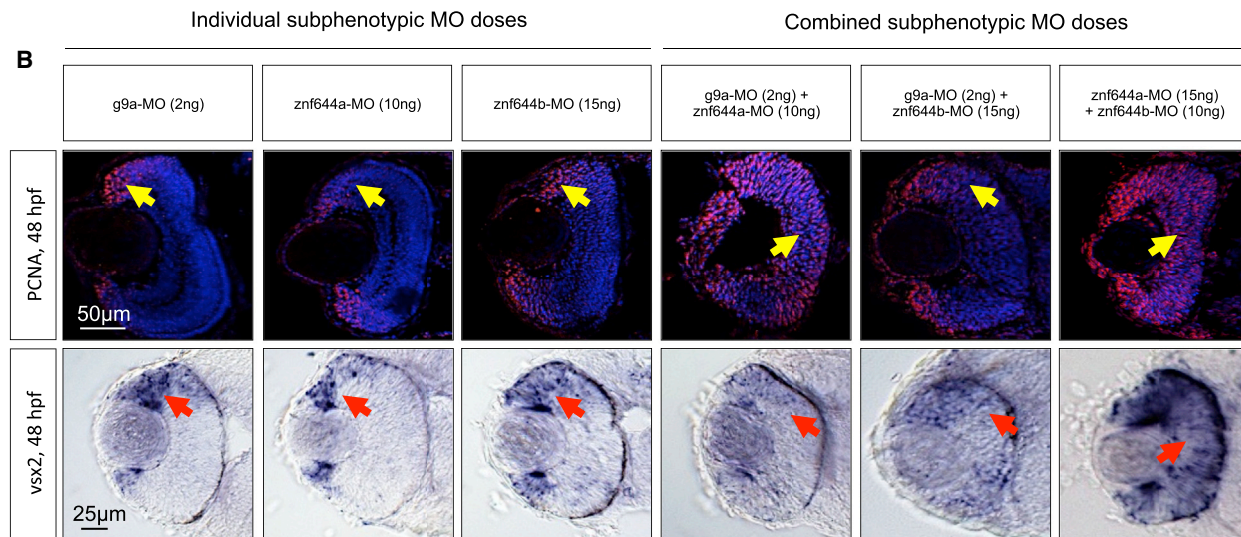 Individual subphenotypic MO doses
Combined subphenotypic MO doses
B
g9a-MO (2ng)
znf644a-MO (10ng)
znf644b-MO (15ng)
g9a-MO (2ng) +
znf644a-MO (10ng)
g9a-MO (2ng) +
znf644b-MO (15ng)
znf644a-MO (15ng)
+ znf644b-MO (10ng)
PCNA, 48 hpf
50μm
vsx2, 48 hpf
25μm